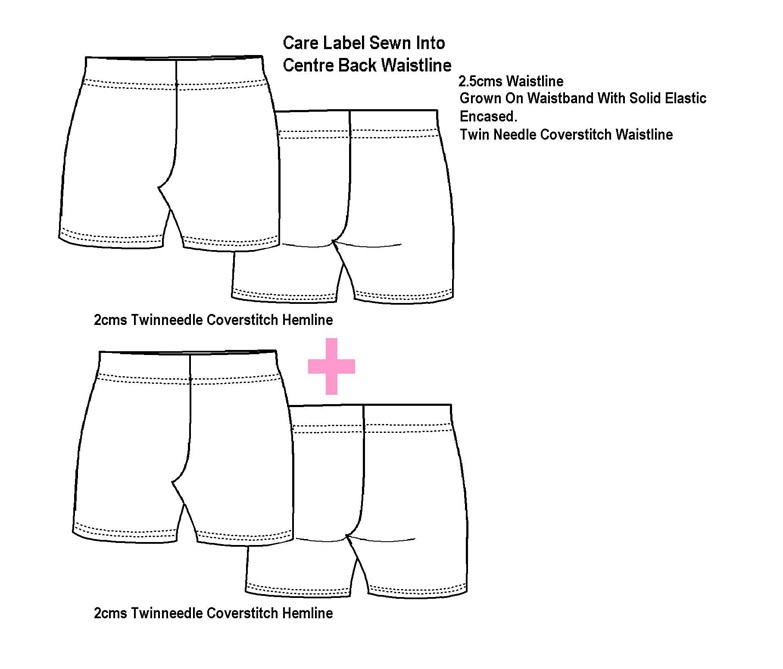 Care Label Sewn Into
Centre Back Waistline
2.5cms Waistline
Grown On Waistband With Solid Elastic
Encased.
Twin Needle Coverstitch Waistline
2cms Twinneedle Coverstitch Hemline
2cms Twinneedle Coverstitch Hemline